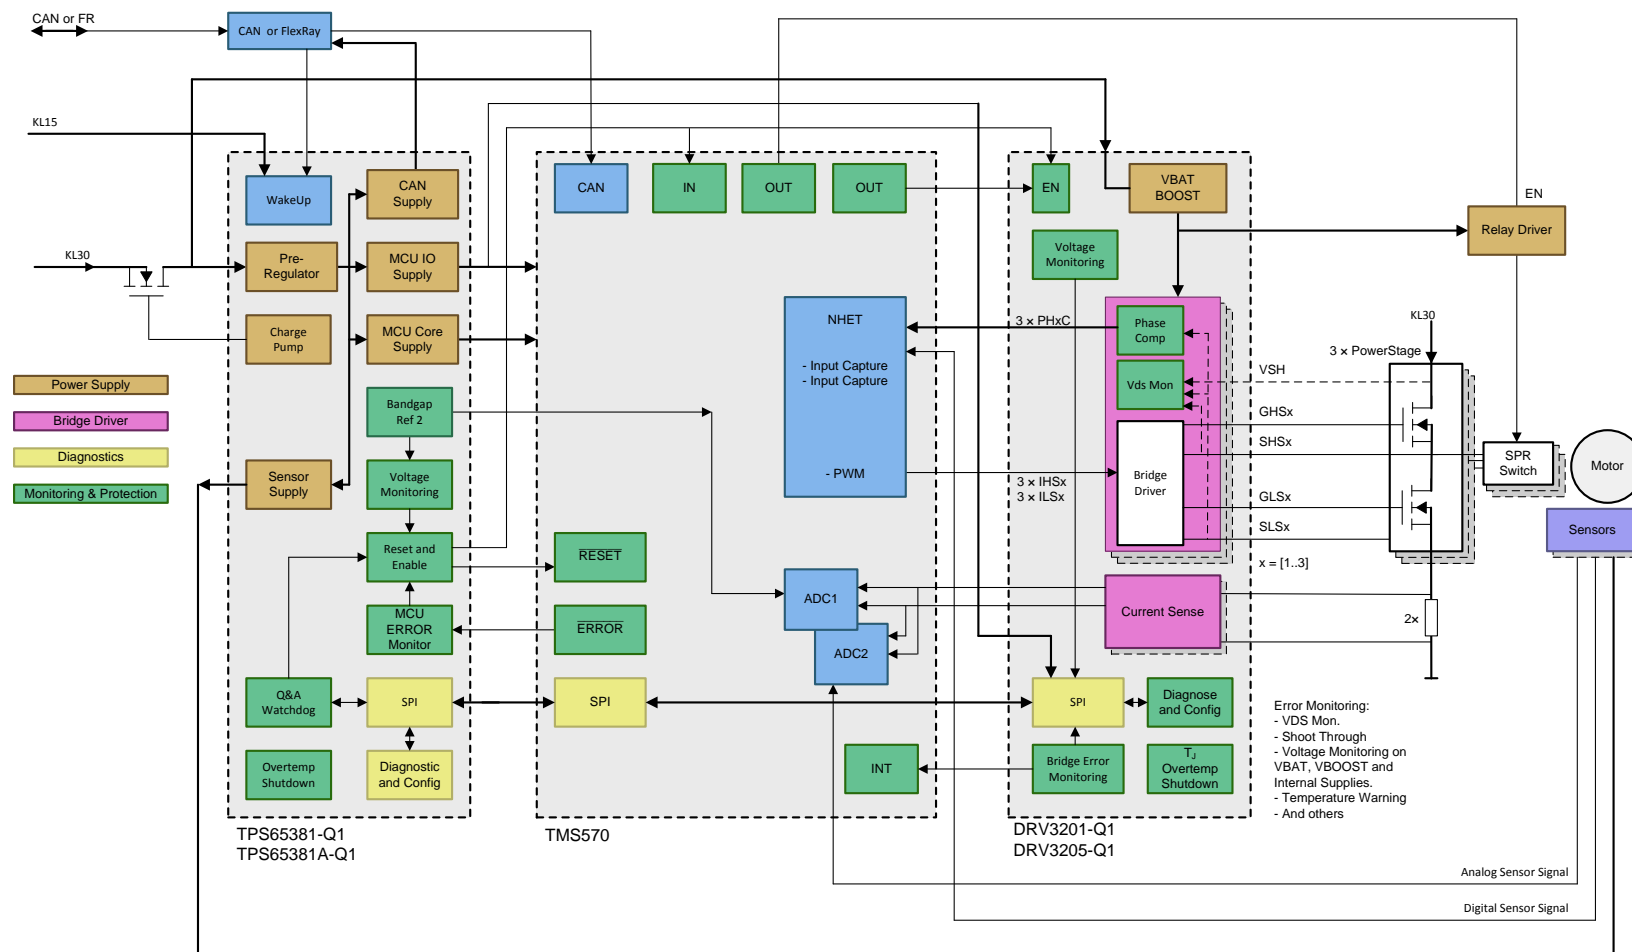 CAN or FR
CAN or FlexRay
KL15
WakeUp
CAN
Supply
CAN
IN
OUT
OUT
EN
VBAT
BOOST
EN
Relay Driver
KL30
Pre-
Regulator
MCU IO
Supply
Voltage
Monitoring
Charge
Pump
MCU Core
Supply
NHET
- Input Capture
- Input Capture
- PWM
3 × PHxC
Phase
Comp
Vds Mon
KL30
3 × PowerStage
VSH
GHSx
SHSx
GLSx
SLSx
x = [1..3]
Power Supply
Bridge Driver
Diagnostics
Monitoring & Protection
Bandgap
Ref 2
Sensor
Supply
Voltage
Monitoring
3 × IHSx
3 × ILSx
Bridge
Driver
SPR
Switch
Motor
Sensors
Reset and
Enable
RESET
ADC1
Current Sense
2×
MCU
ERROR
Monitor
ERROR
ADC2
Q&A
Watchdog
SPI
SPI
SPI
Diagnose
and Config
Error Monitoring:
- VDS Mon.
- Shoot Through
- Voltage Monitoring on
VBAT, VBOOST and
Internal Supplies.
- Temperature Warning
- And others
Overtemp
Shutdown
Diagnostic
and Config
INT
Bridge Error
Monitoring
TJ
Overtemp
Shutdown
TPS65381-Q1
TPS65381A-Q1
TMS570
DRV3201-Q1
DRV3205-Q1
Analog Sensor Signal
Digital Sensor Signal